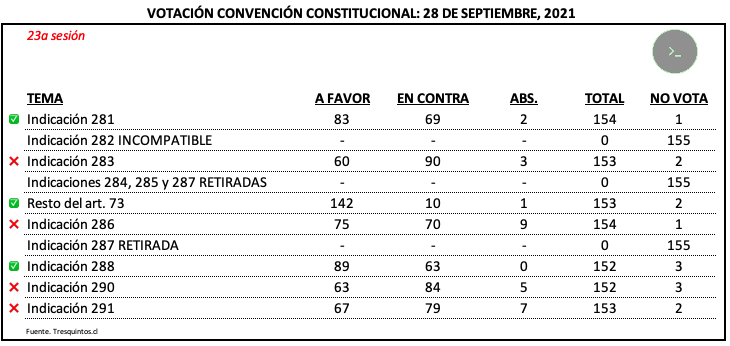 VOTACIÓN CONVENCIÓN CONSTITUCIONAL: 28 DE SEPTIEMBRE, 2021
23a sesión
>_
TEMA A FAVOR EN CONTRA ABS. TOTAL NO VOTA
✅ Indicación 281 83 69 2 154 1
Indicación 282 INCOMPATIBLE - - - 0 155
❌ Indicación 283 60 90 3 153 2
Indicaciones 284, 285 y 287 RETIRADAS - - - 0 155
✅ Resto del art. 73 142 10 1 153 2
❌ Indicación 286 75 70 9 154 1
Indicación 287 RETIRADA - - - 0 155
✅ Indicación 288 89 63 0 152 3
❌ Indicación 290 63 84 5 152 3
❌ Indicación 291 67 79 7 153 2
Fuente. Tresquintos.cl